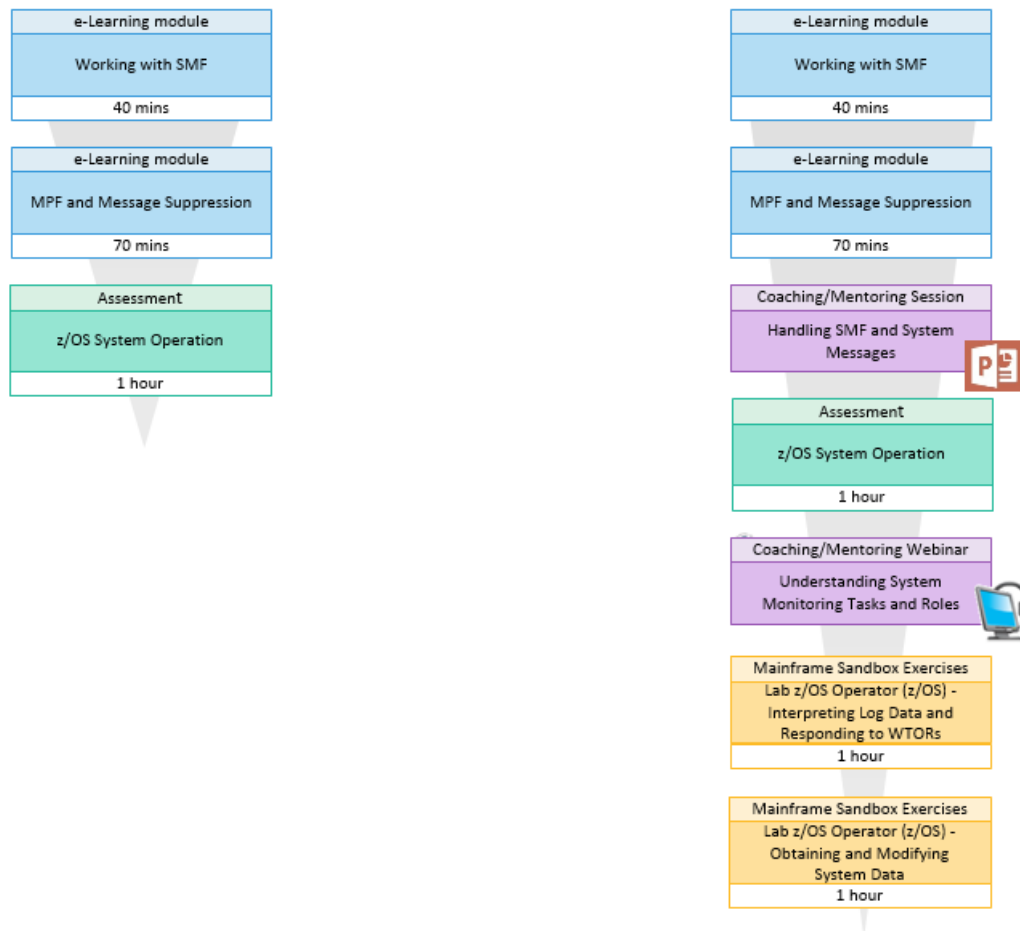 e-Learning module
Working with SMF
40 mins
e-Learning module
MPF and Message Suppression
70 mins
Assessment
z/OS System Operation
1 hour
e-Learning module
Working with SMF
40 mins
e-Learning module
MPF and Message Suppression
70 mins
Coaching/Mentoring Session
Handling SMF and System
Messages
P
Assessment
z/OS System Operation
1 hour
Coaching/Mentoring Webinar
Understanding System
Monitoring Tasks and Roles
Mainframe Sandbox Exercises
Lab z/OS Operator (z/OS) -
Interpreting Log Data and
Responding to WTORs
1 hour
Mainframe Sandbox Exercises
Lab z/OS Operator (z/OS) -
Obtaining and Modifying
System Data
1 hour